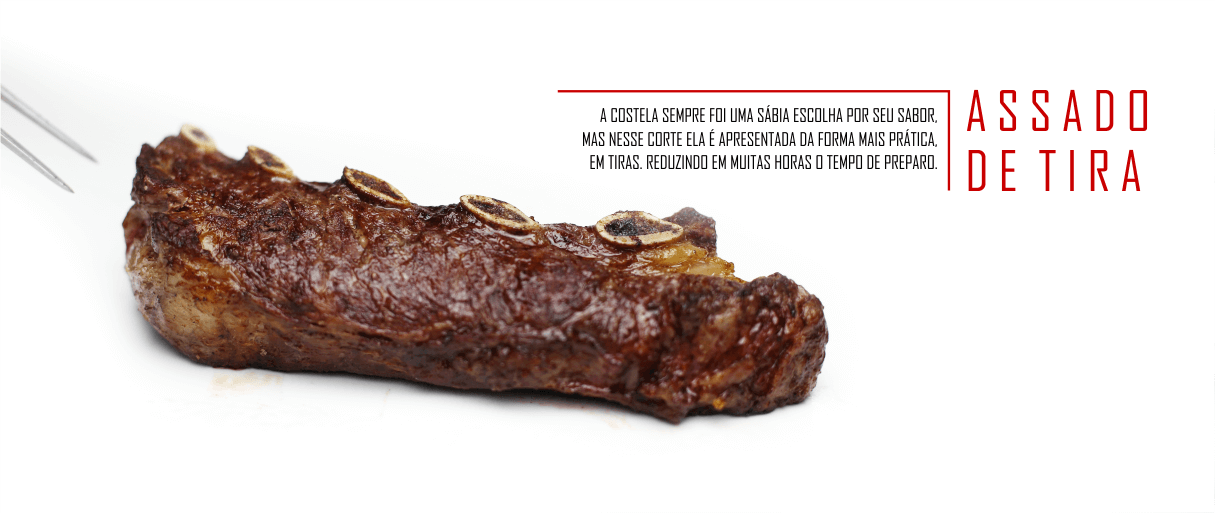 A COSTELA SEMPRE FOI UMA SÁBIA ESCOLHA POR SEU SABOR,
MAS NESSE CORTE ELA É APRESENTADA DA FORMA MAIS PRÁTICA,
EM TIRAS. REDUZINDO EM MUITAS HORAS O TEMPO DE PREPARO.
ASSADO
DE TIRA